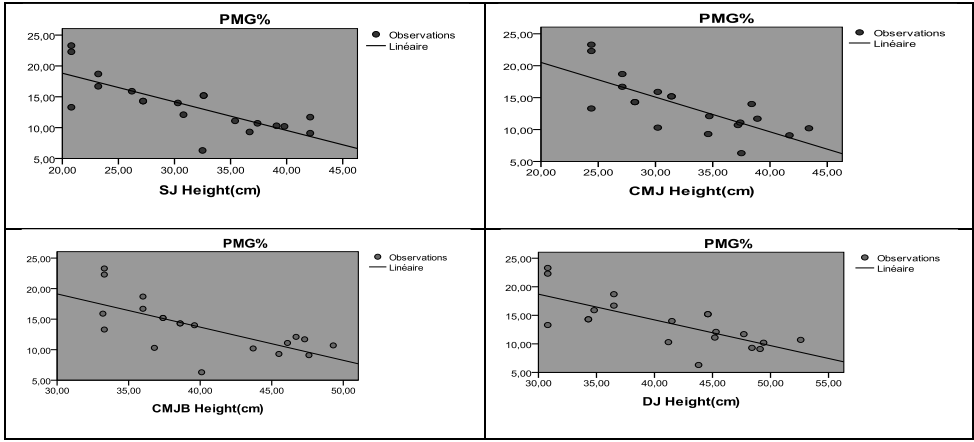 PMG%
25,00
20,00
15,00
10,00
5,00
20,00 25,00 30,00 35,00 40,00 45,00
SJ Height(cm)
Observations
Linéaire
PMG%
25,00
20,00
15,00
10,00
5,00
20,00 25,00 30,00 35,00 40,00 45,00
CMJ Height(cm)
Observations
Linéaire
PMG%
25,00
20,00
15,00
10,00
5,00
30,00 35,00 40,00 45,00 50,00
CMJB Height(cm)
Observations
Linéaire
PMG%
25,00
20,00
15,00
10,00
5,00
30,00 35,00 40,00 45,00 50,00 55,00
DJ Height(cm)
Observations
Linéaire